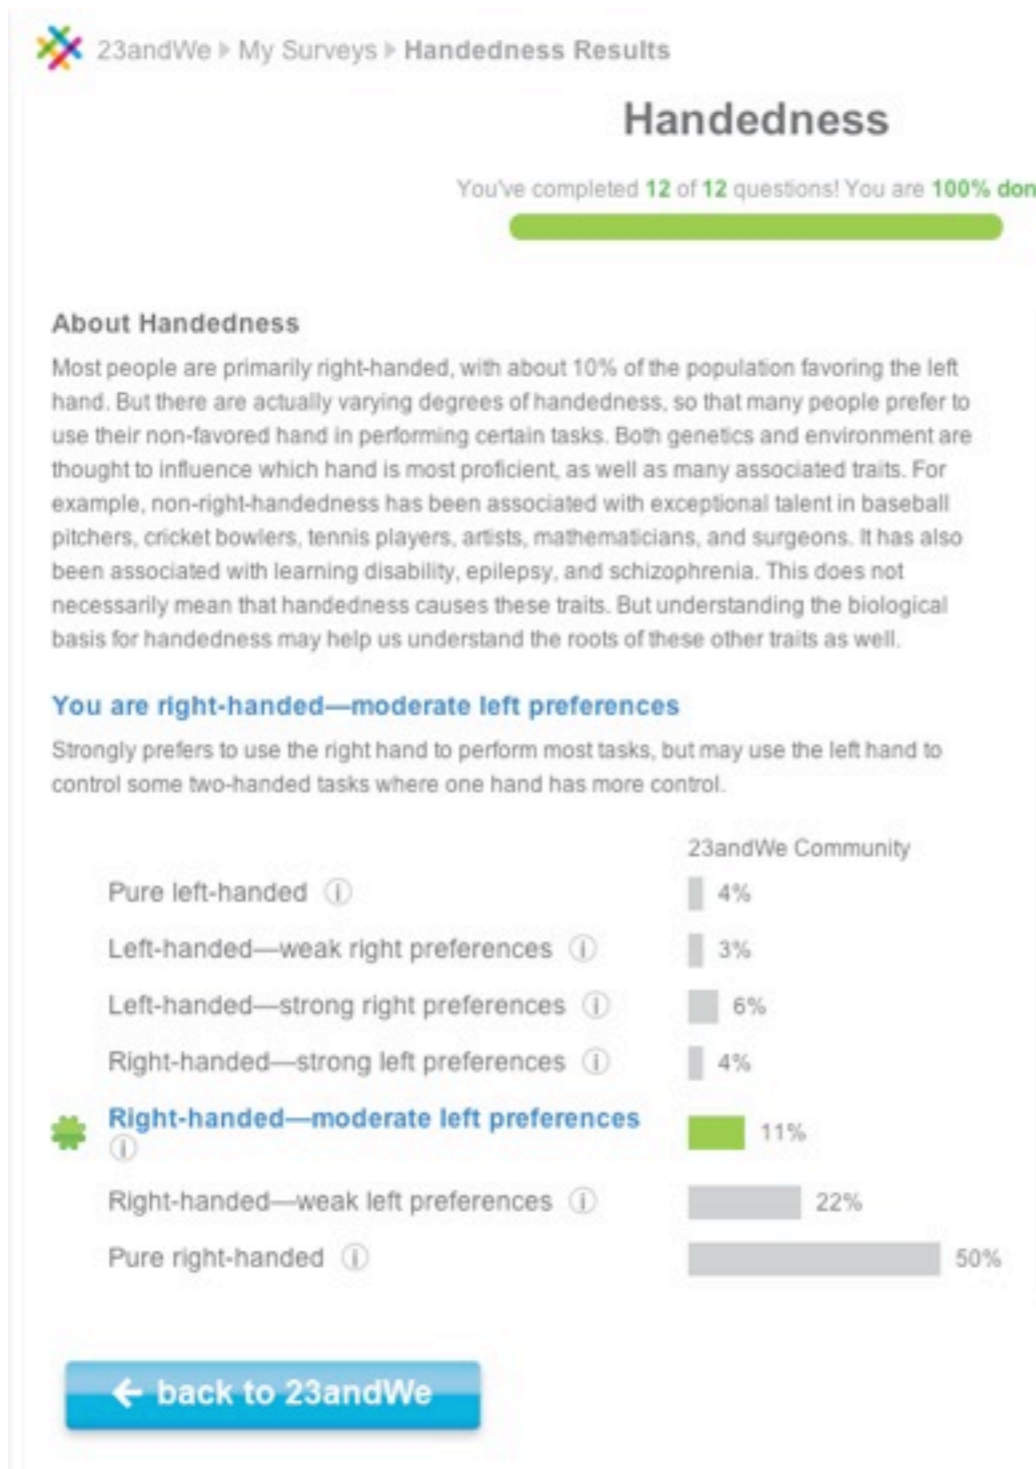 23andWe ▸ My Surveys ▸ Handedness Results
Handedness
You've completed 12 of 12 questions! You are 100% don
About Handedness
Most people are primarily right-handed, with about 10% of the population favoring the left
hand. But there are actually varying degrees of handedness, so that many people prefer to
use their non-favored hand in performing certain tasks. Both genetics and environment are
thought to influence which hand is most proficient, as well as many associated traits. For
example, non-right-handedness has been associated with exceptional talent in baseball
pitchers, cricket bowlers, tennis players, artists, mathematicians, and surgeons. It has also
been associated with learning disability, epilepsy, and schizophrenia. This does not
necessarily mean that handedness causes these traits. But understanding the biological
basis for handedness may help us understand the roots of these other traits as well.
You are right-handed—moderate left preferences
Strongly prefers to use the right hand to perform most tasks, but may use the left hand to
control some two-handed tasks where one hand has more control.
23andWe Community
Pure left-handed ⓘ 4%
Left-handed—weak right preferences ⓘ 3%
Left-handed—strong right preferences ⓘ 6%
Right-handed—strong left preferences ⓘ 4%
Right-handed—moderate left preferences ⓘ 11%
Right-handed—weak left preferences ⓘ 22%
Pure right-handed ⓘ 50%
← back to 23andWe